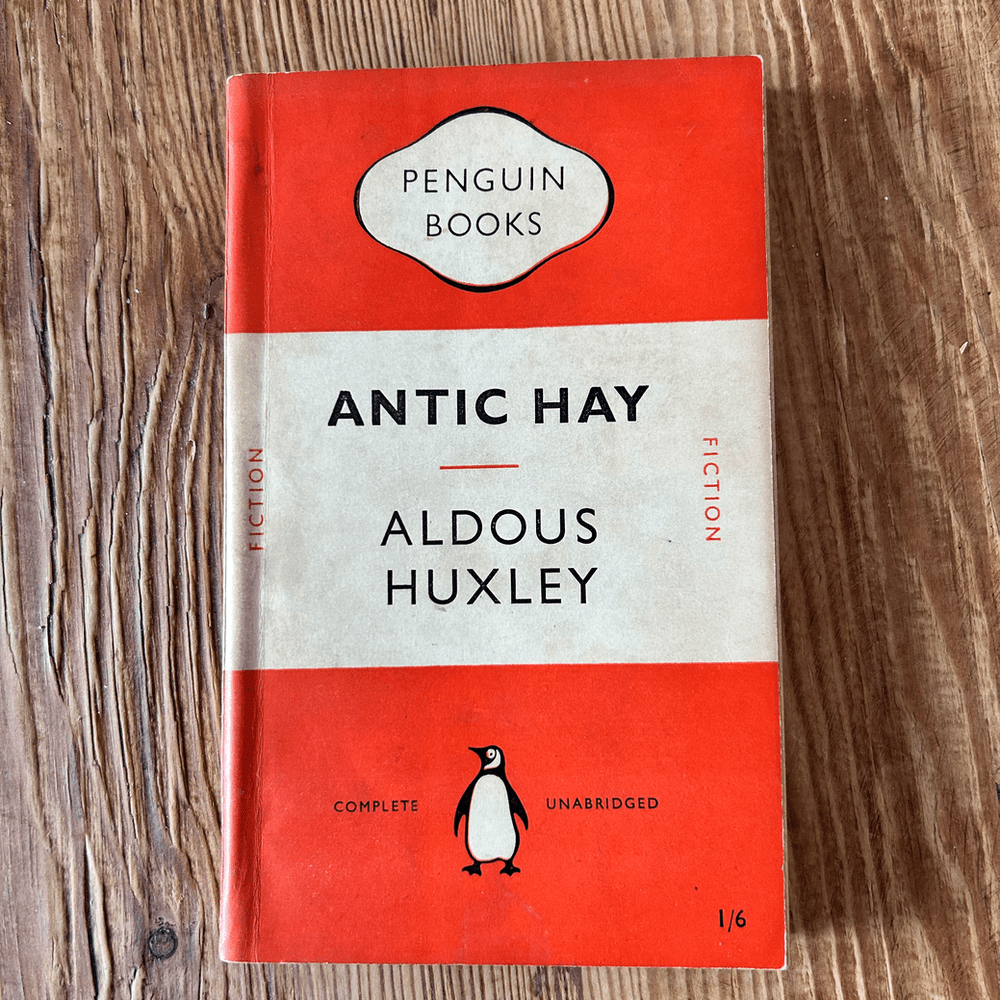 PENGUIN
BOOKS
ANTIC HAY
FICTION
FICTION
ALDOUS
HUXLEY
COMPLETE UNABRIDGED
1/6